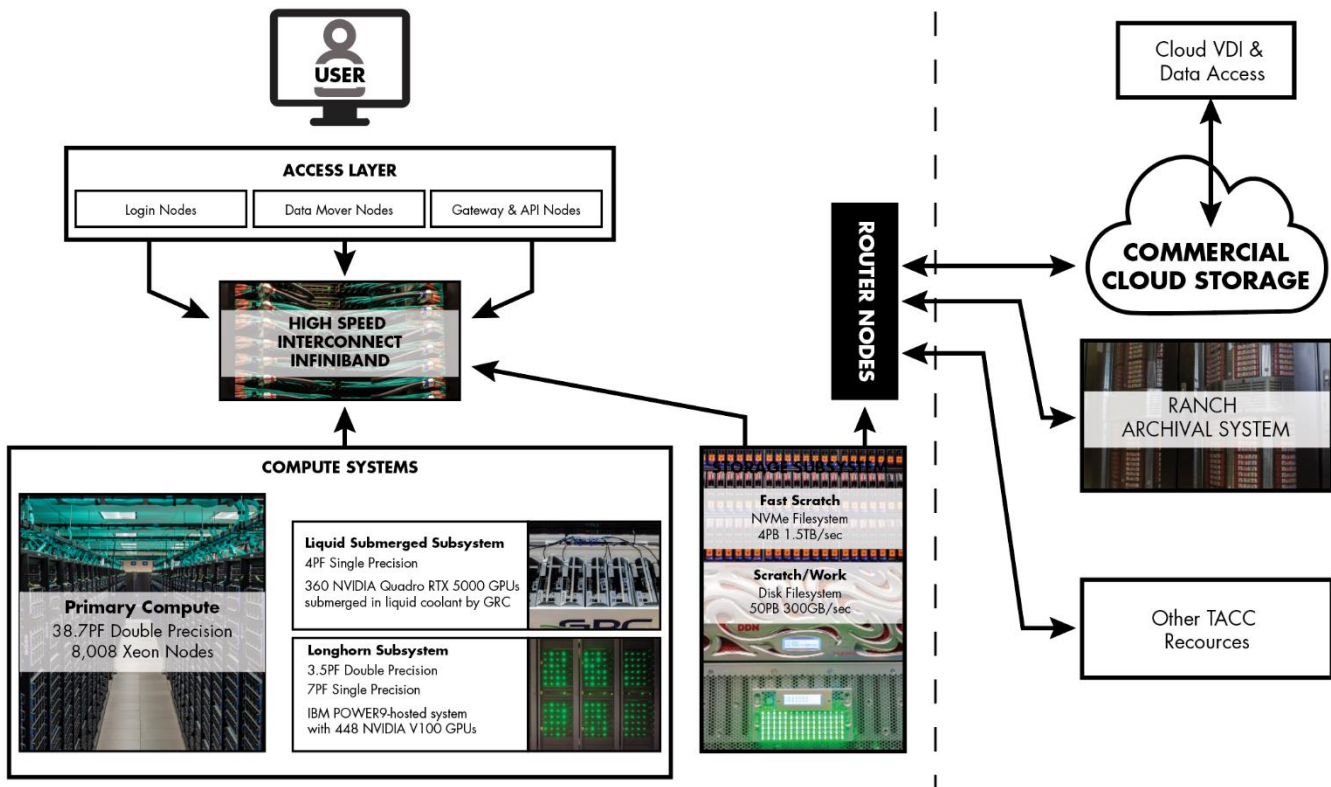 USER
ACCESS LAYER
Login Nodes
Data Mover Nodes
Gateway & API Nodes
HIGH SPEED
INTERCONNECT
INFINIBAND
COMPUTE SYSTEMS
Primary Compute
38.7PF Double Precision
8,008 Xeon Nodes
Liquid Submerged Subsystem
4PF Single Precision
360 NVIDIA Quadro RTX 5000 GPUs
submerged in liquid coolant by GRC
GRC
Longhorn Subsystem
3.5PF Double Precision
7PF Single Precision
IBM POWER9-hosted system
with 448 NVIDIA V100 GPUs
STORAGE SUBSYSTEM
Fast Scratch
NVMe Filesystem
4PB 1.5TB/sec
Scratch/Work
Disk Filesystem
50PB 300GB/sec
DDN
ROUTER NODES
Cloud VDI &
Data Access
COMMERCIAL
CLOUD STORAGE
RANCH
ARCHIVAL SYSTEM
Other TACC
Recources